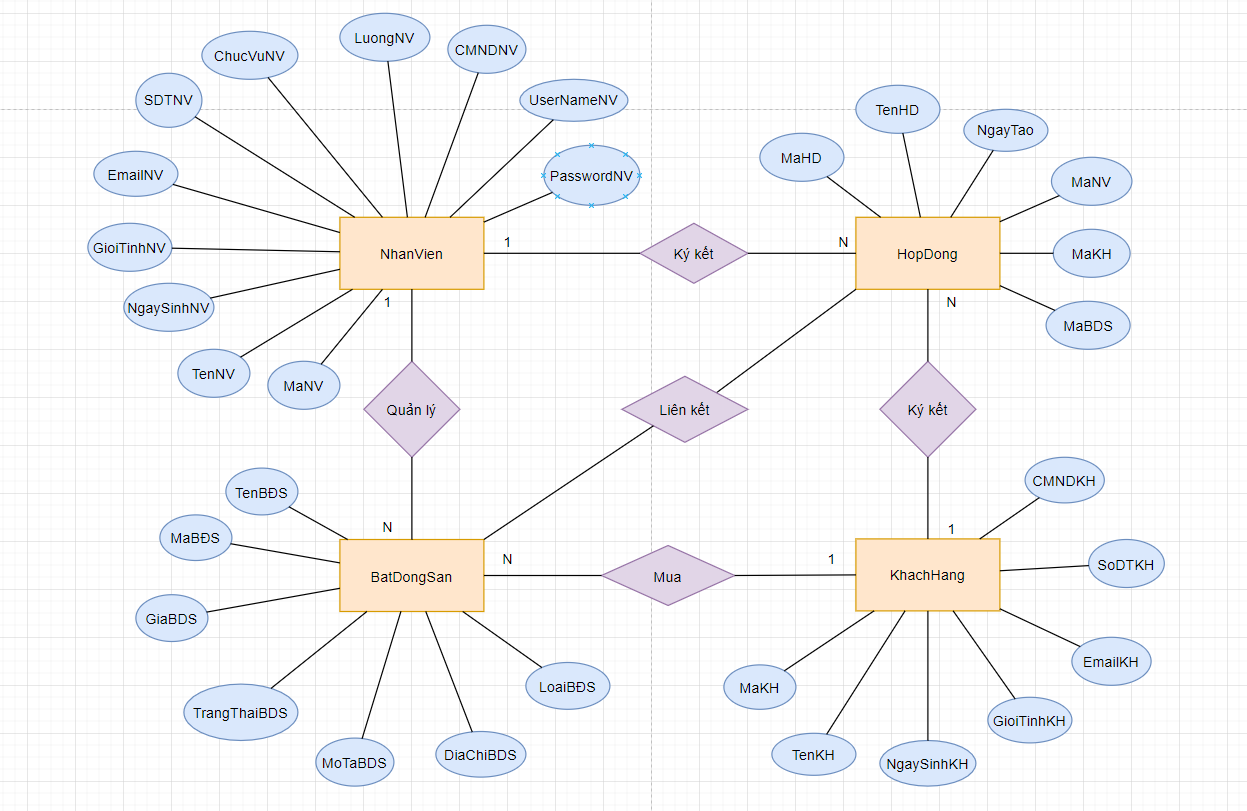 LuongNV
CMNDNV
ChucVuNV
UserNameNV
SDTNV
TenHD
NgayTao
MaHD
EmailNV
PasswordNV
MaNV
GioiTinhNV
NhanVien
1
Ký kết
N
HopDong
MaKH
NgaySinhNV
1
N
MaBDS
TenNV
MaNV
Quản lý
Liên kết
Ký kết
CMNDKH
TenBĐS
N
1
MaBĐS
N
1
SoDTKH
BatDongSan
Mua
KhachHang
GiaBDS
EmailKH
LoaiBĐS
MaKH
TrangThaiBDS
GioiTinhKH
MoTaBDS
DiaChiBDS
TenKH
NgaySinhKH